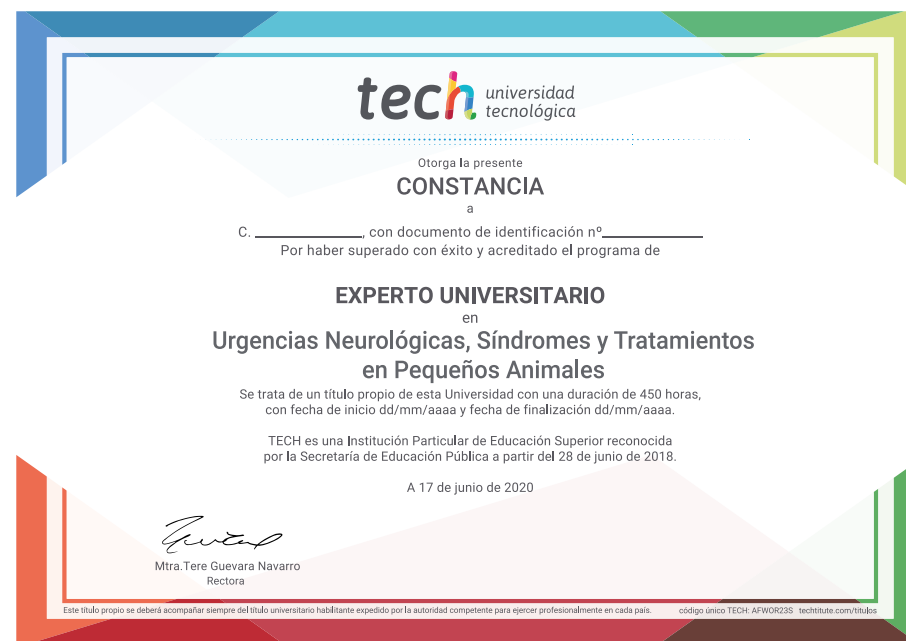 tech universidad
tecnológica
Otorga la presente
CONSTANCIA
a
C. ______________, con documento de identificación nº______________
Por haber superado con éxito y acreditado el programa de
EXPERTO UNIVERSITARIO
en
Urgencias Neurológicas, Síndromes y Tratamientos
en Pequeños Animales
Se trata de un título propio de esta Universidad con una duración de 450 horas,
con fecha de inicio dd/mm/aaaa y fecha de finalización dd/mm/aaaa.
TECH es una Institución Particular de Educación Superior reconocida
por la Secretaría de Educación Pública a partir del 28 de junio de 2018.
A 17 de junio de 2020
Mtra.Tere Guevara Navarro
Rectora
Este título propio se deberá acompañar siempre del título universitario habilitante expedido por la autoridad competente para ejercer profesionalmente en cada país. código único TECH: AFWOR23S techtitute.com/titulos